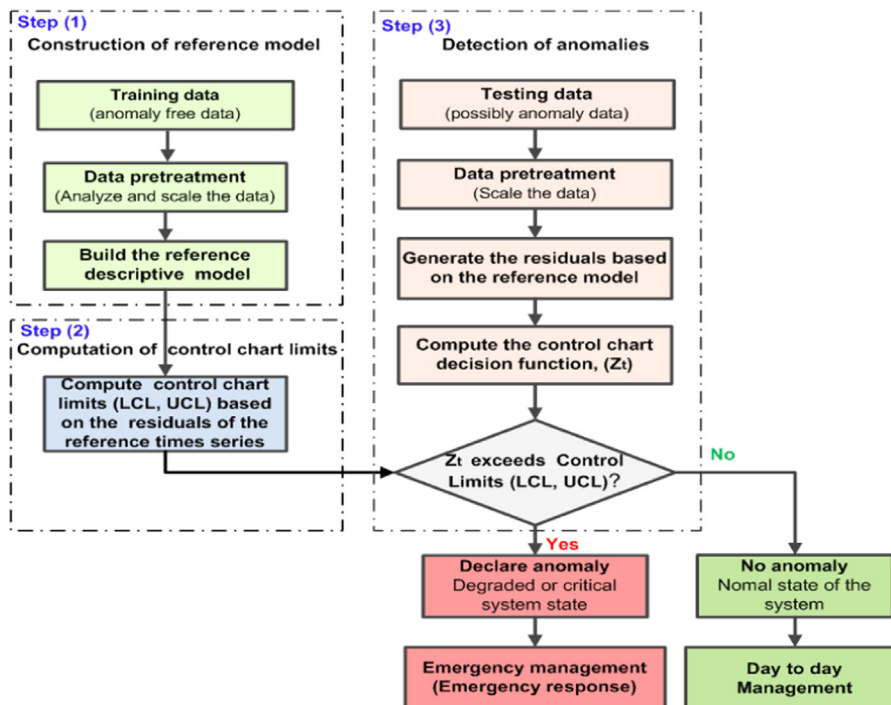 Step (1)
Construction of reference model
Training data
(anomaly free data)
Data pretreatment
(Analyze and scale the data)
Build the reference
descriptive model
Step (2)
Computation of control chart limits
Compute control chart
limits (LCL, UCL) based
on the residuals of the
reference times series
Step (3)
Detection of anomalies
Testing data
(possibly anomaly data)
Data pretreatment
(Scale the data)
Generate the residuals based
on the reference model
Compute the control chart
decision function, (Zt)
Zt exceeds Control
Limits (LCL, UCL)?
No
Yes
Declare anomaly
Degraded or critical
system state
No anomaly
Nomal state of the
system
Emergency management
(Emergency response)
Day to day
Management